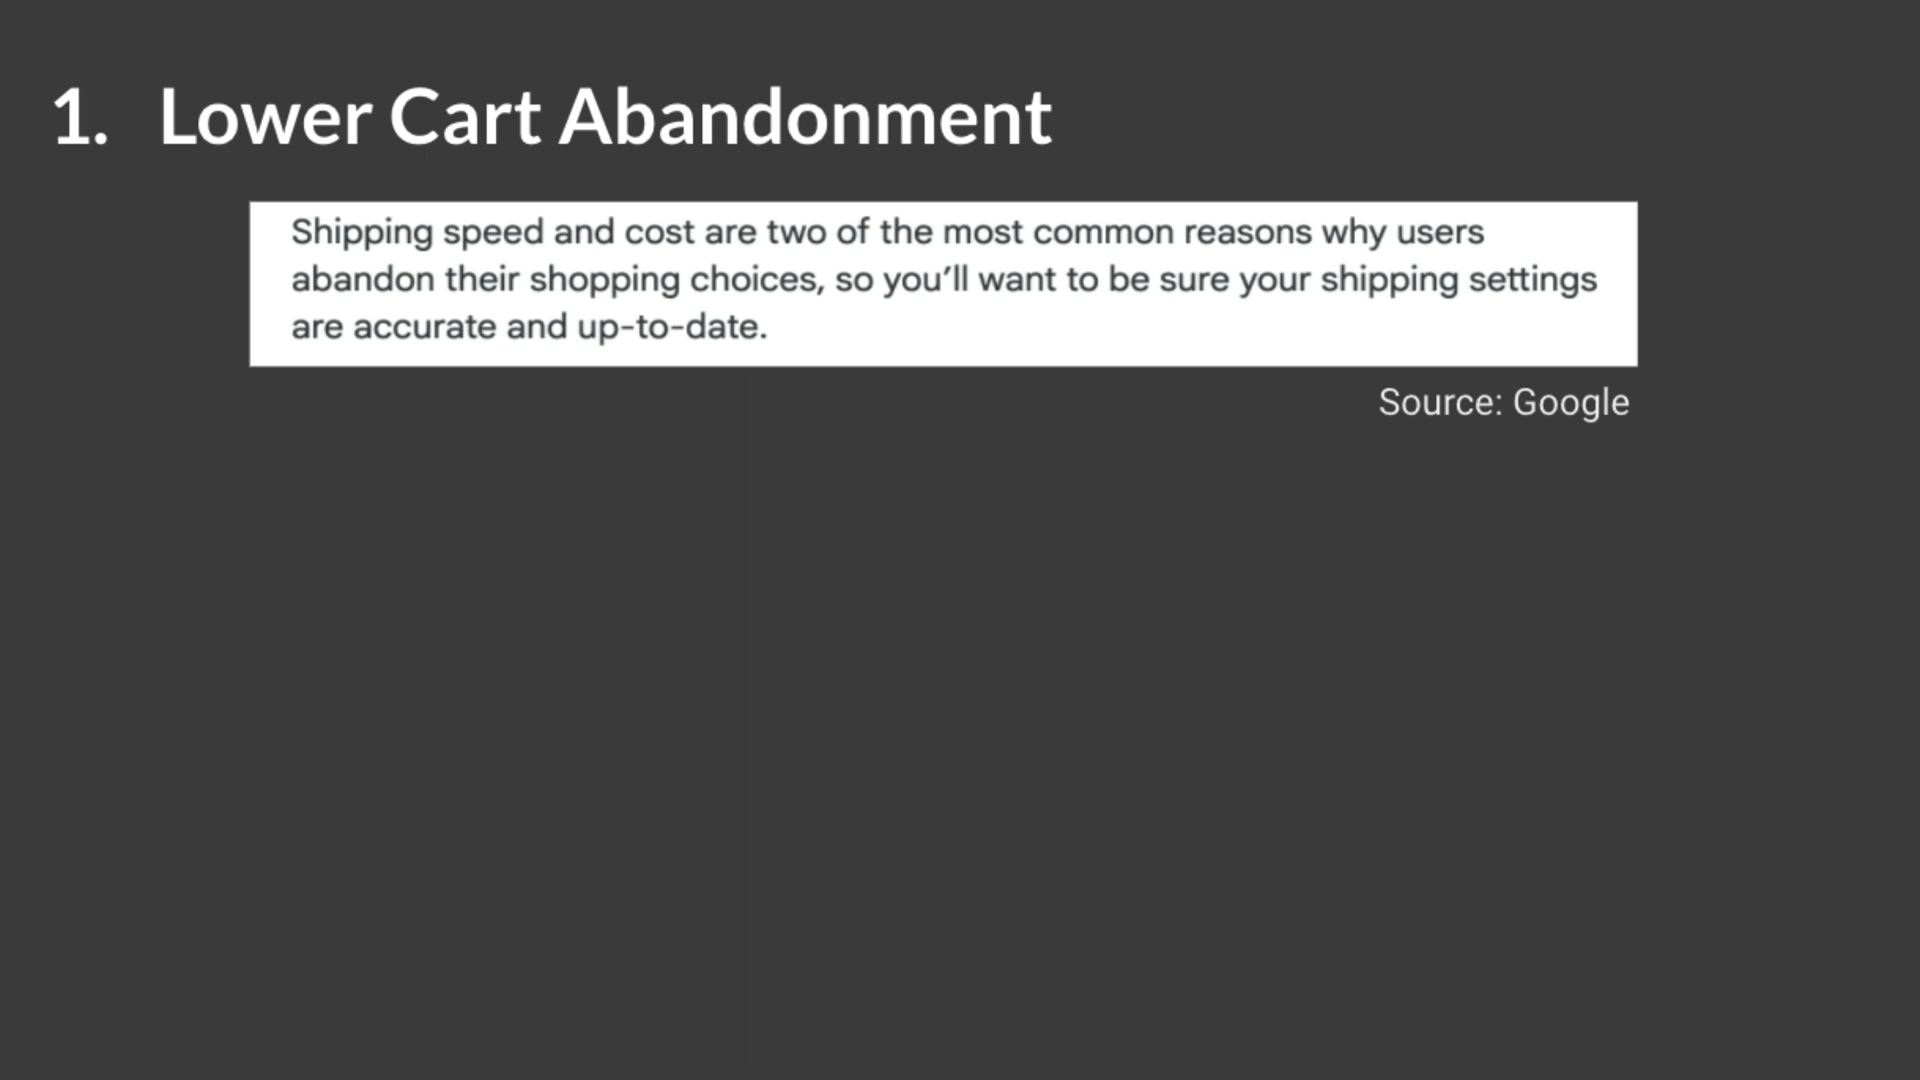 1. Lower Cart Abandonment
Shipping speed and cost are two of the most common reasons why users
abandon their shopping choices, so you’ll want to be sure your shipping settings
are accurate and up-to-date.
Source: Google